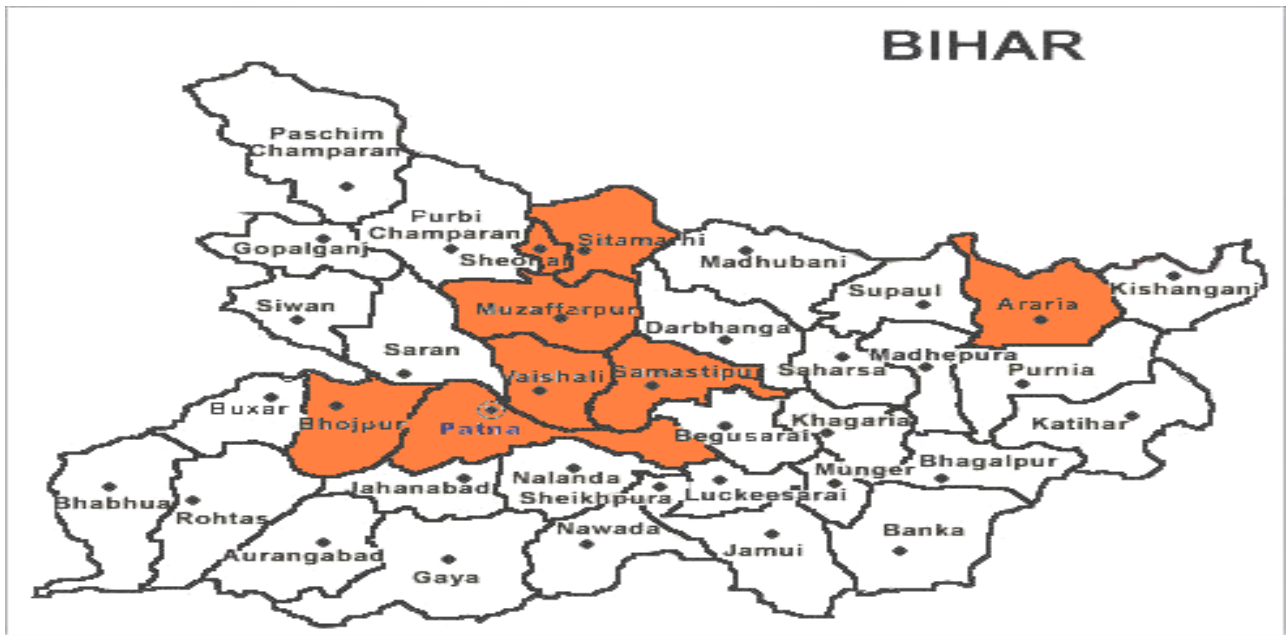 BIHAR
Paschim
Champaran
Purbi
Champaran
Gopalganj
Sheohar
Sitamarhi
Madhubani
Siwan
Muzaffarpur
Supaul
Araria
Kishanganj
Darbhanga
Saran
Madhepura
Vaishali
Samastipur
Saharsa
Purnia
Buxar
Bhojpur
Patna
Begusarai
Khagaria
Katihar
Bhabhua
Rohtas
Jahanabad
Nalanda
Sheikhpura
Luckeesarai
Munger
Bhagalpur
Aurangabad
Gaya
Nawada
Jamui
Banka